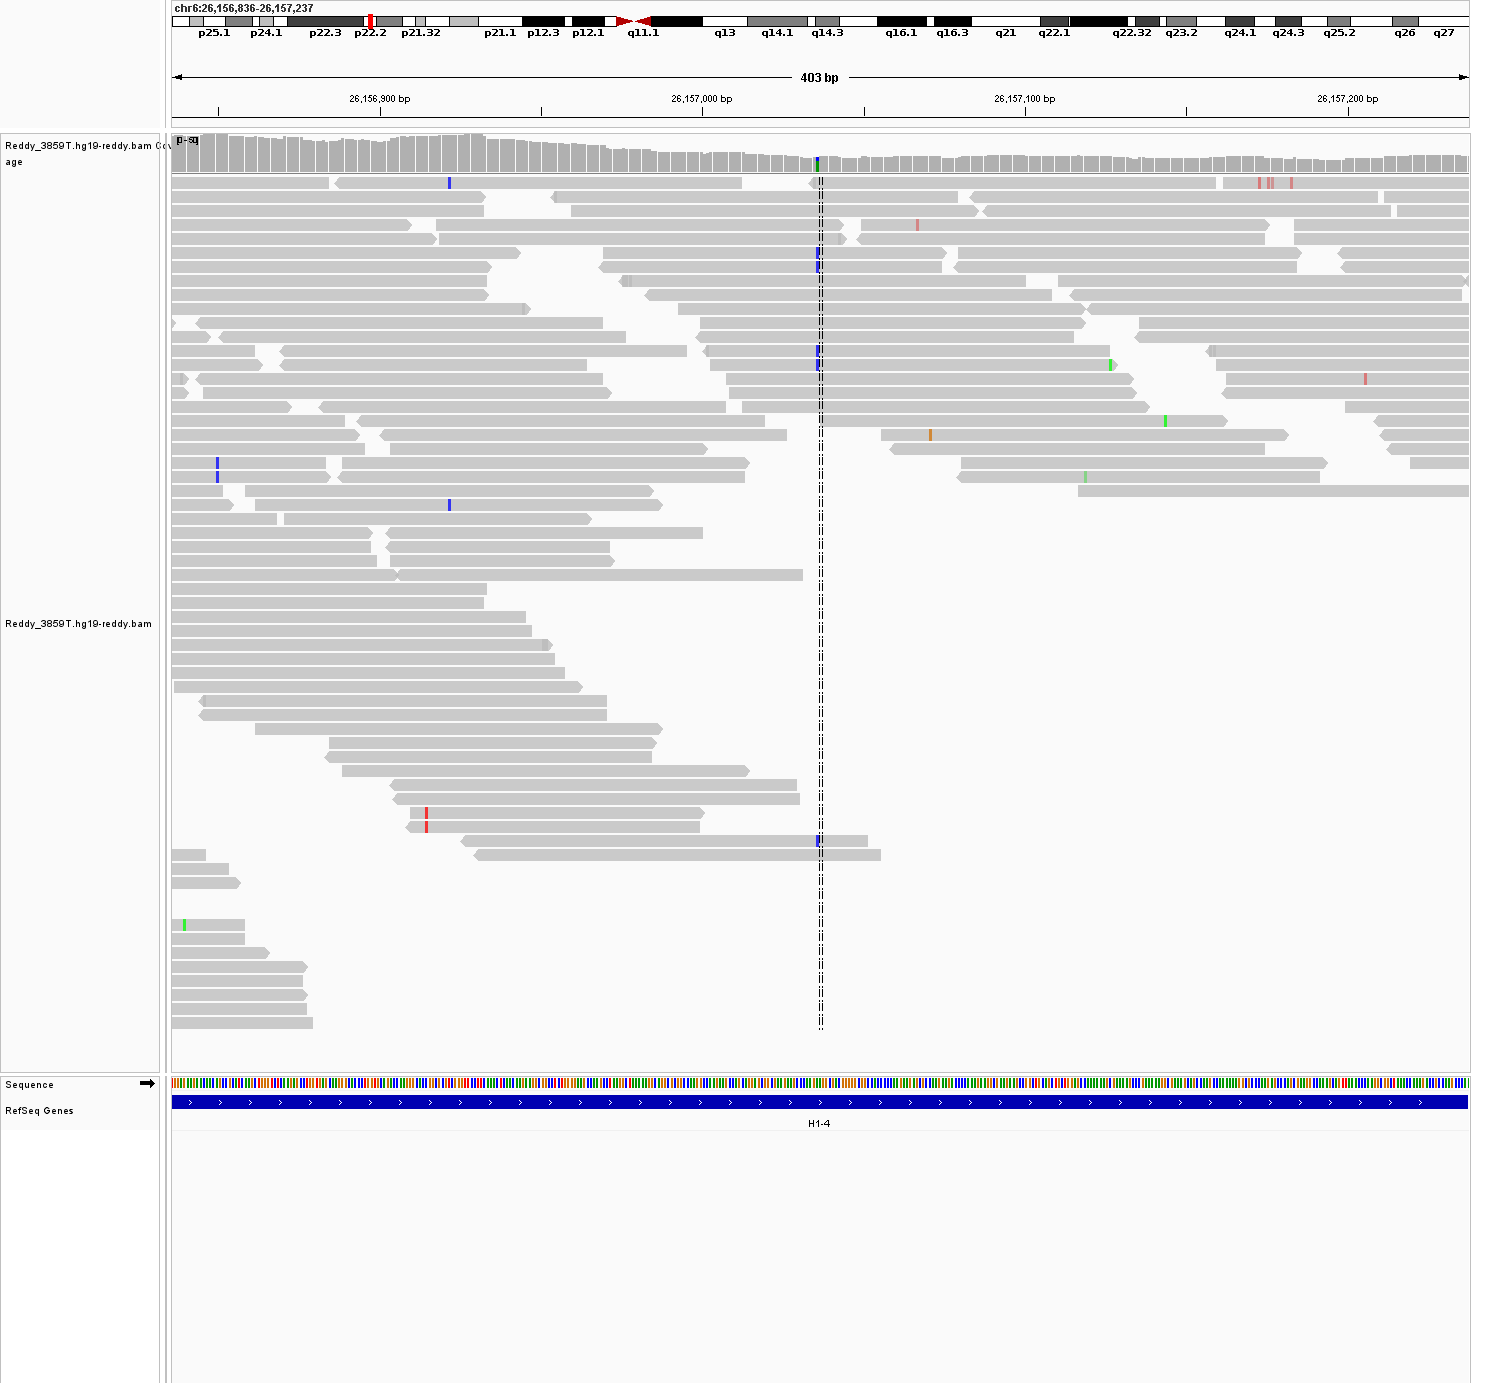 chr6:26,156,836-26,157,237
p25.1 p24.1 p22.3 p22.2 p21.32 p21.1 p12.3 p12.1 q11.1 q13 q14.1 q14.3 q16.1 q16.3 q21 q22.1 q22.32 q23.2 q24.1 q24.3 q25.2 q26 q27
403 bp
26,156,900 bp 26,157,000 bp 26,157,100 bp 26,157,200 bp
Reddy_3859T.hg19-reddy.bam Cov
age
Reddy_3859T.hg19-reddy.bam
Sequence
RefSeq Genes
H1-4